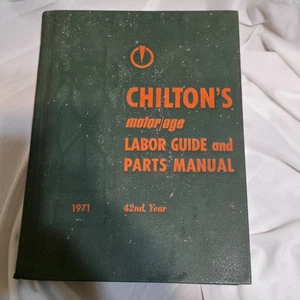 CHILTON'S
motor/age
LABOR GUIDE and
PARTS MANUAL
1971 42nd. Year